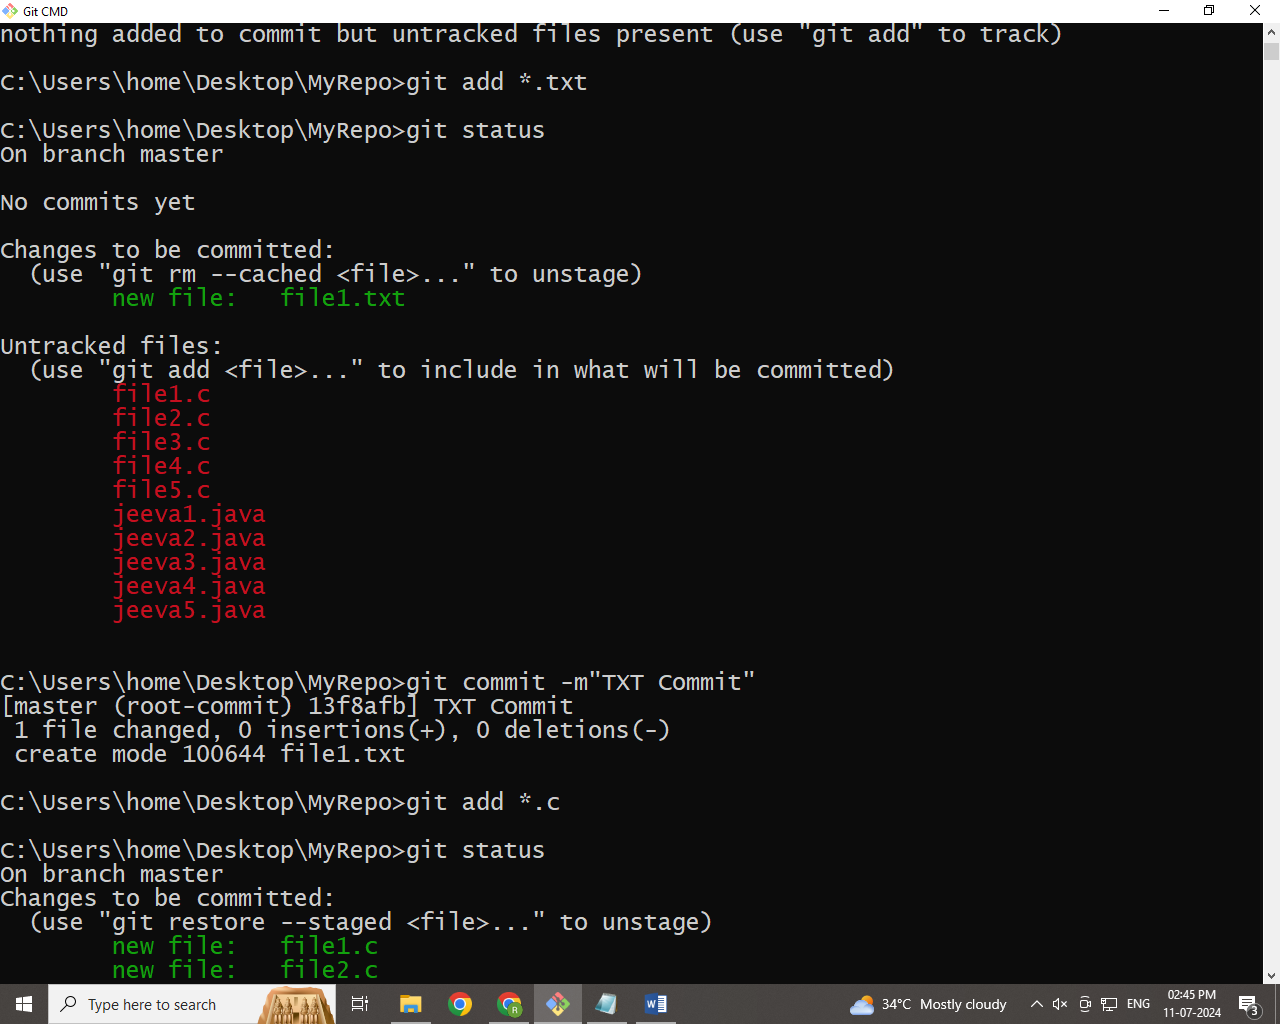 Git CMD
nothing added to commit but untracked files present (use "git add" to track)
C:\Users\home\Desktop\MyRepo>git add *.txt
C:\Users\home\Desktop\MyRepo>git status
On branch master
No commits yet
Changes to be committed:
  (use "git rm --cached <file>..." to unstage)
        new file:   file1.txt
Untracked files:
  (use "git add <file>..." to include in what will be committed)
        file1.c
        file2.c
        file3.c
        file4.c
        file5.c
        jeeva1.java
        jeeva2.java
        jeeva3.java
        jeeva4.java
        jeeva5.java
C:\Users\home\Desktop\MyRepo>git commit -m"TXT Commit"
[master (root-commit) 13f8afb] TXT Commit
 1 file changed, 0 insertions(+), 0 deletions(-)
 create mode 100644 file1.txt
C:\Users\home\Desktop\MyRepo>git add *.c
C:\Users\home\Desktop\MyRepo>git status
On branch master
Changes to be committed:
  (use "git restore --staged <file>..." to unstage)
        new file:   file1.c
        new file:   file2.c
Type here to search
R
W
34°C Mostly cloudy
ENG
02:45 PM
11-07-2024
3